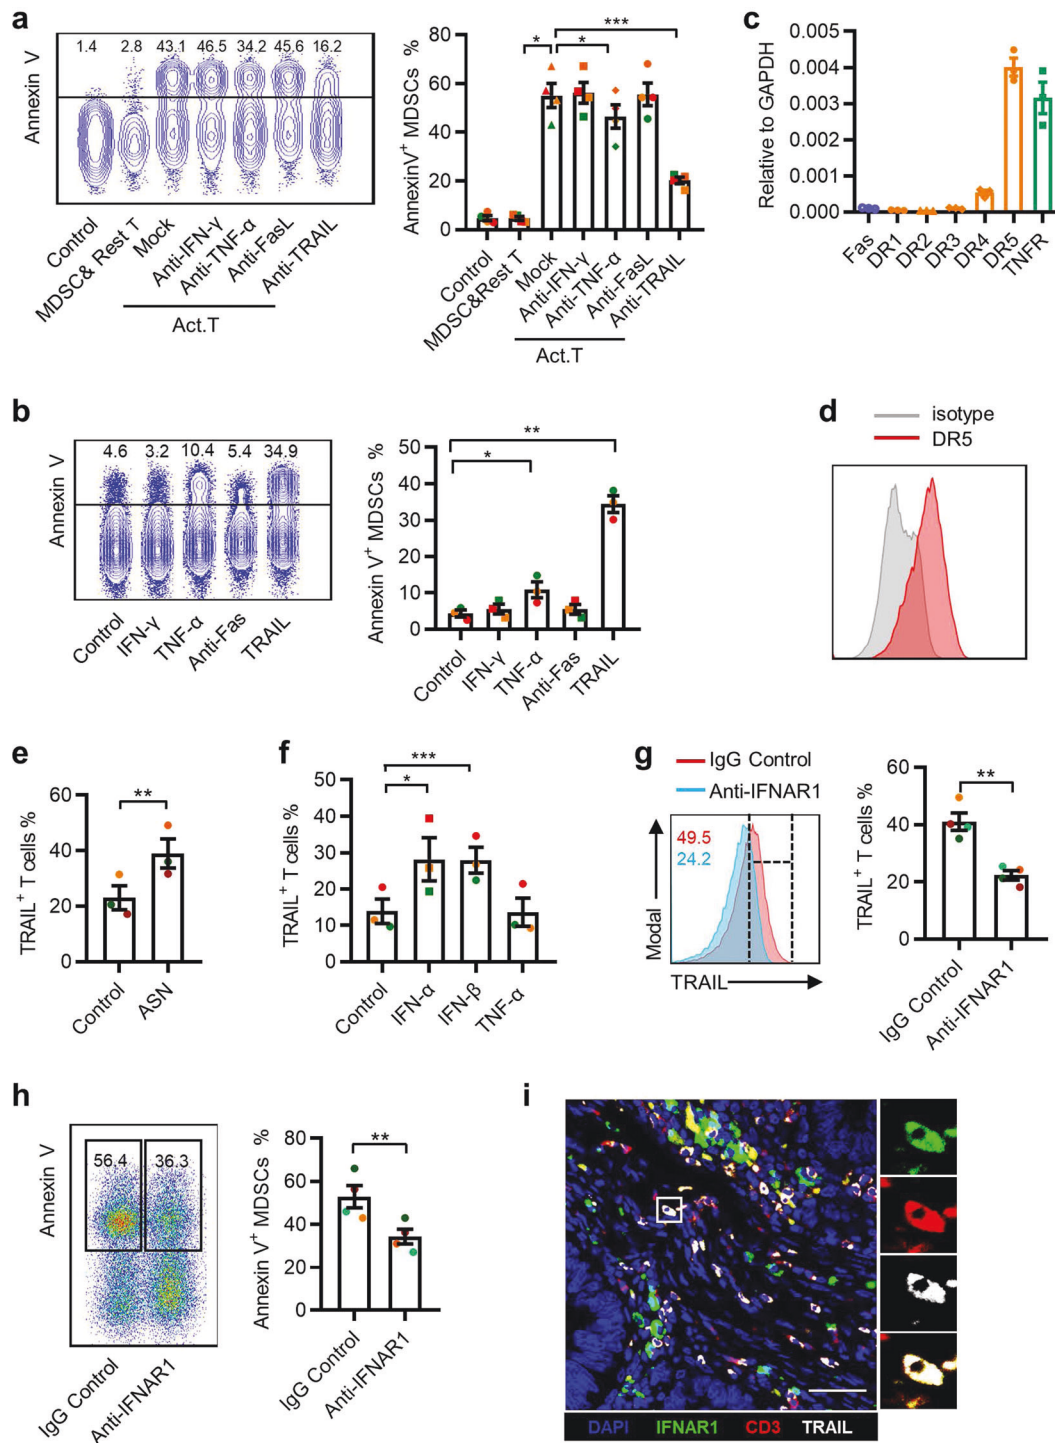 a
Annexin V
1.4 2.8 43.1 46.5 34.2 45.6 16.2
Control
MDSC& Rest T
Mock
Anti-IFN-γ
Anti-TNF-α
Anti-FasL
Anti-TRAIL
Act.T
AnnexinV+ MDSCs %
80
60
40
20
0
* * ***
Control
MDSC&Rest T
Mock
Anti-IFN-γ
Anti-TNF-α
Anti-FasL
Anti-TRAIL
Act.T
c
Relative to GAPDH
0.005
0.004
0.003
0.002
0.001
0.000
Fas
DR1
DR2
DR3
DR4
DR5
TNFR
b
Annexin V
4.6 3.2 10.4 5.4 34.9
Control
IFN-γ
TNF-α
Anti-Fas
TRAIL
Annexin V+ MDSCs %
50
40
30
20
10
0
**
*
Control
IFN-γ
TNF-α
Anti-Fas
TRAIL
d
isotype
DR5
e
TRAIL+ T cells %
60
40
20
0
**
Control
ASN
f
TRAIL+ T cells %
50
40
30
20
10
0
***
*
Control
IFN-α
IFN-β
TNF-α
g
IgG Control
Anti-IFNAR1
49.5
24.2
Modal
TRAIL
TRAIL+ T cells %
60
40
20
0
**
IgG Control
Anti-IFNAR1
h
Annexin V
56.4 36.3
IgG Control
Anti-IFNAR1
Annexin V+ MDSCs %
80
60
40
20
0
**
IgG Control
Anti-IFNAR1
i
DAPI IFNAR1 CD3 TRAIL